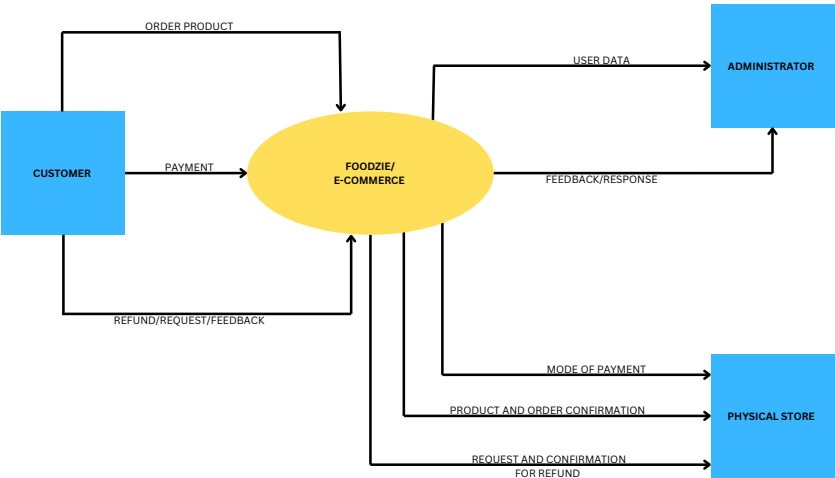 ORDER PRODUCT
USER DATA
ADMINISTRATOR
CUSTOMER
PAYMENT
FOODZIE/
E-COMMERCE
FEEDBACK/RESPONSE
REFUND/REQUEST/FEEDBACK
MODE OF PAYMENT
PRODUCT AND ORDER CONFIRMATION
PHYSICAL STORE
REQUEST AND CONFIRMATION
FOR REFUND